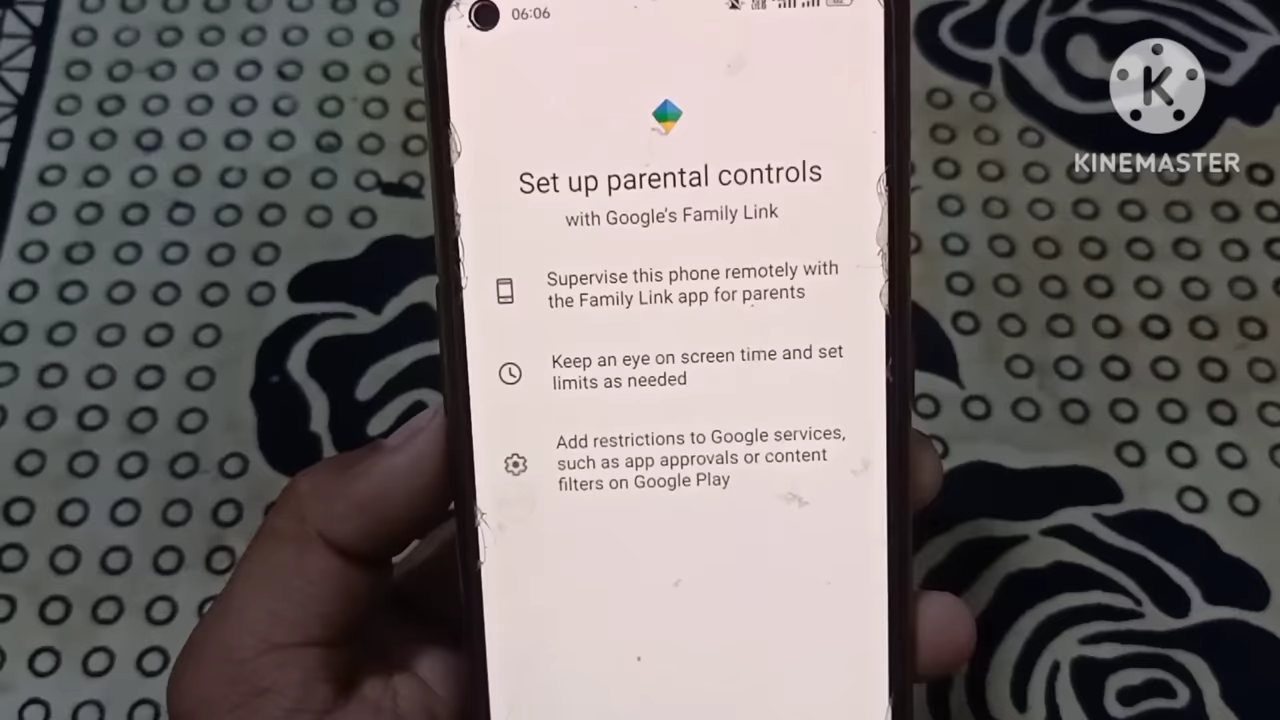 06:06
KINEMASTER
Set up parental controls
with Google's Family Link
Supervise this phone remotely with
the Family Link app for parents
Keep an eye on screen time and set
limits as needed
Add restrictions to Google services,
such as app approvals or content
filters on Google Play